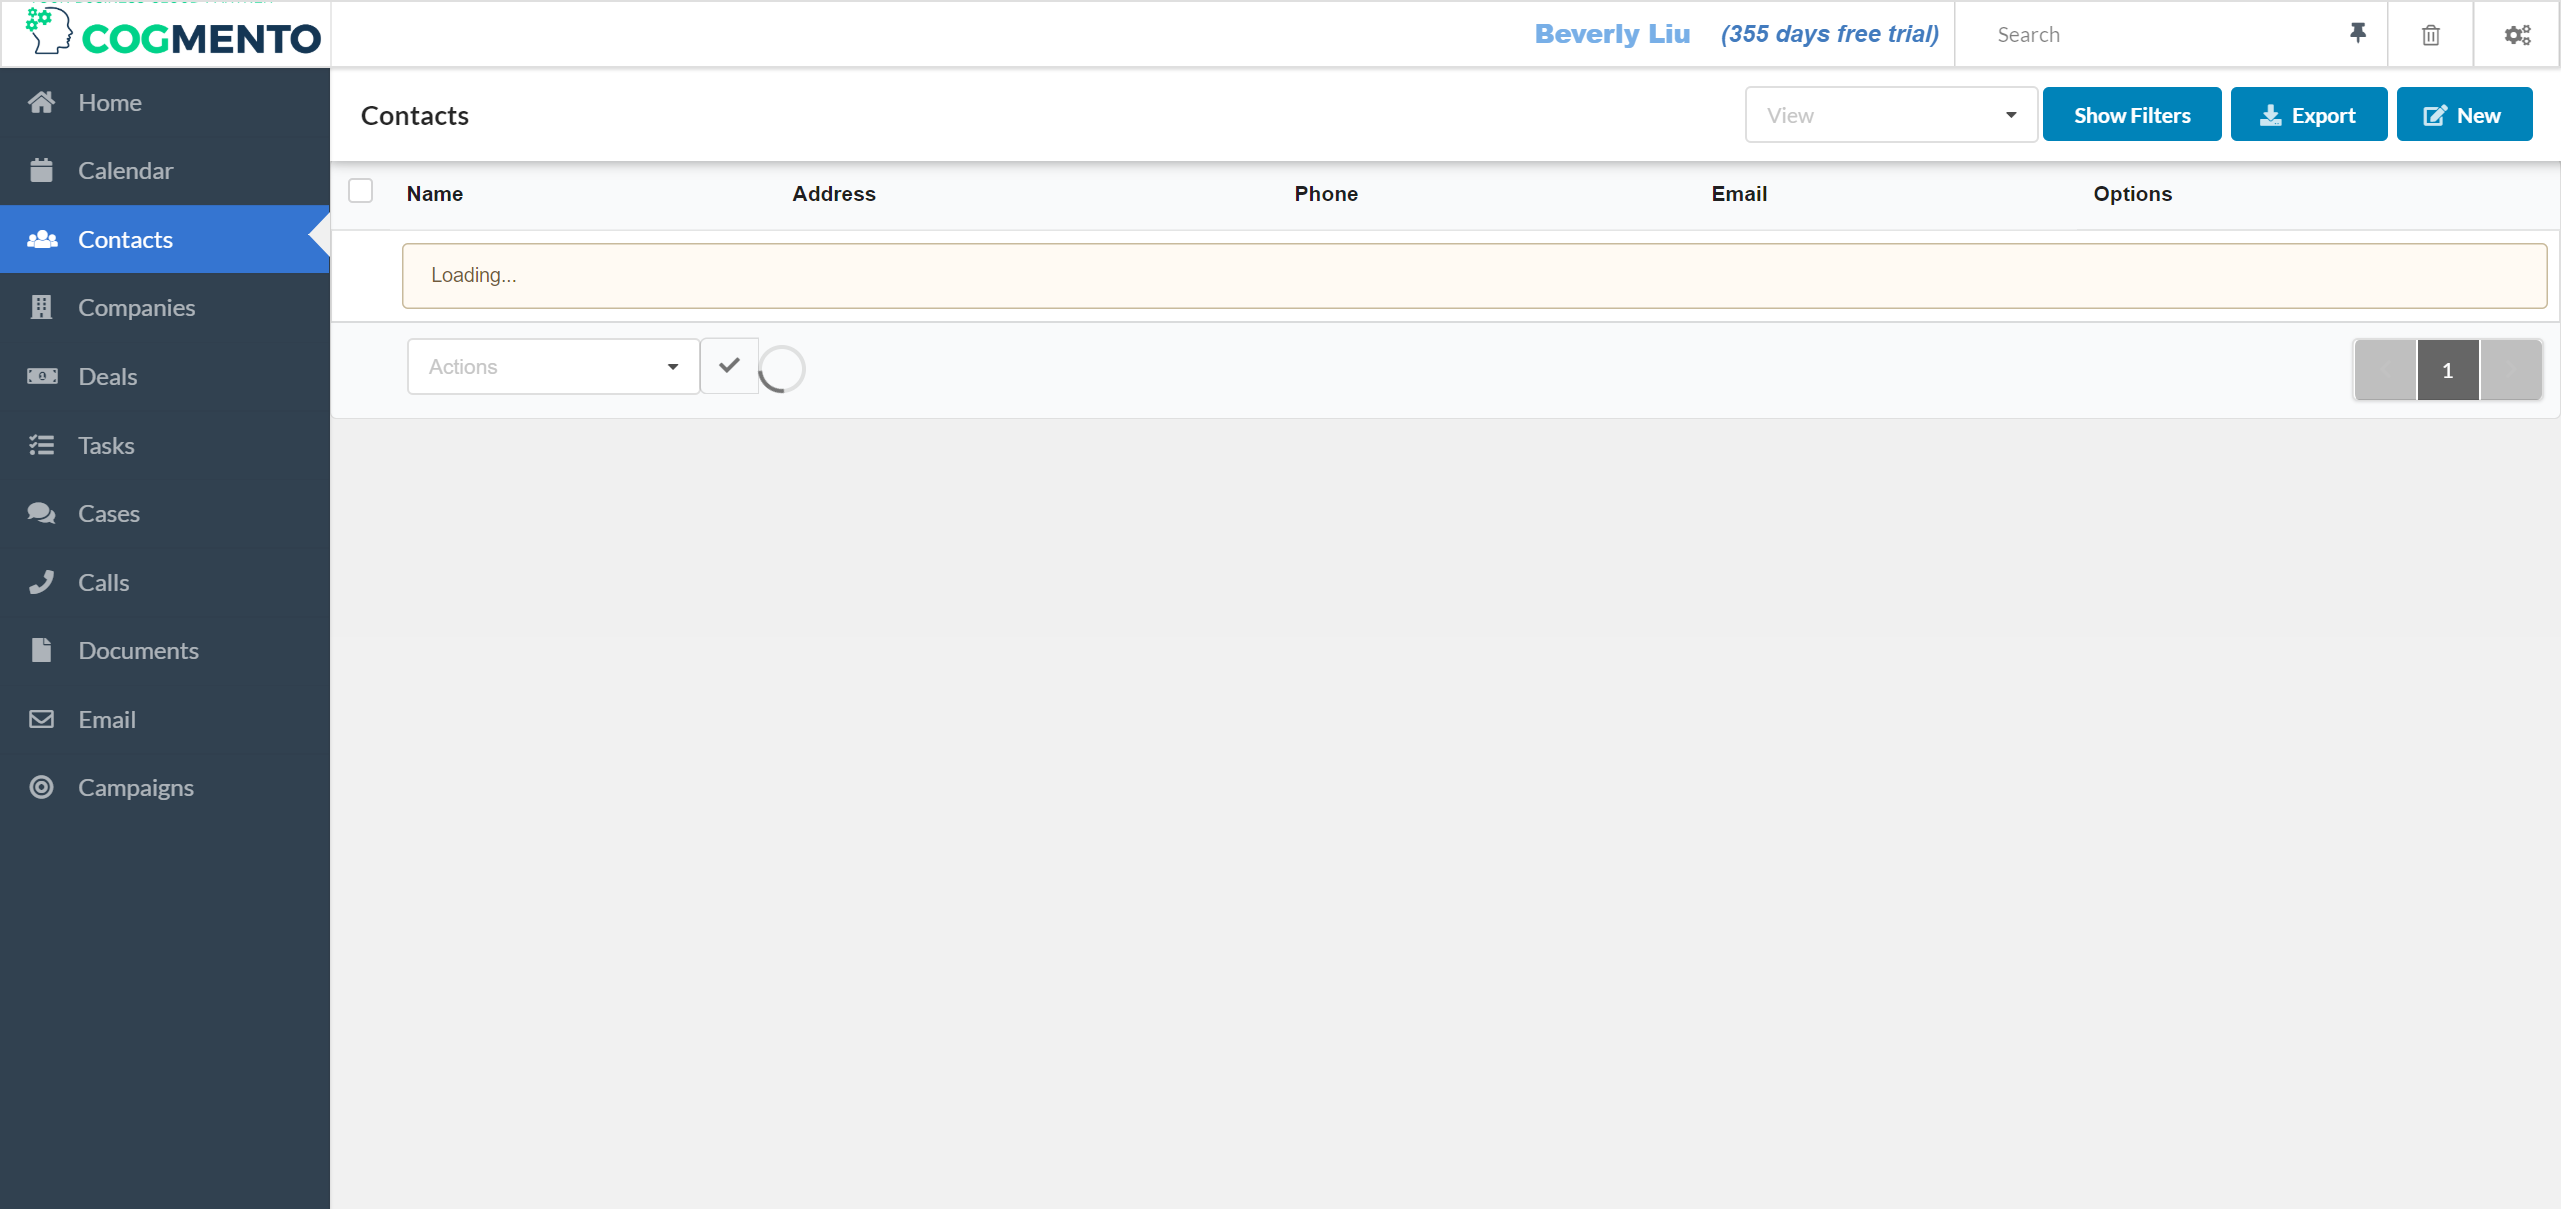 COGMENTO
Beverly Liu (355 days free trial) Search
Home
Calendar
Contacts
Companies
Deals
Tasks
Cases
Calls
Documents
Email
Campaigns
Contacts
View Show Filters Export New
Name Address Phone Email Options
Loading...
Actions 1